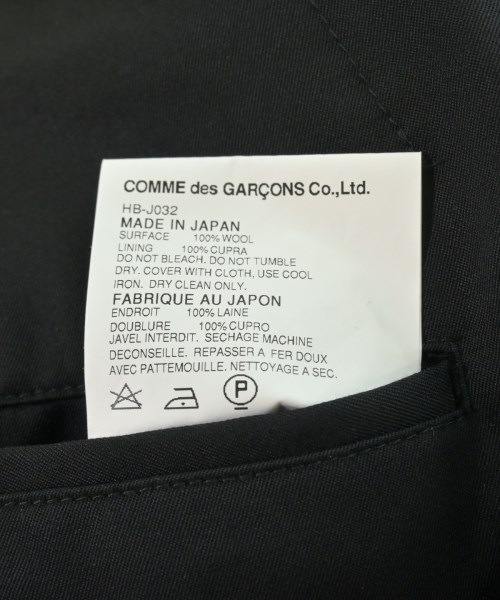 COMME des GARÇONS Co.,Ltd.
HB-J032
MADE IN JAPAN
SURFACE 100% WOOL
LINING 100% CUPRA
DO NOT BLEACH. DO NOT TUMBLE
DRY. COVER WITH CLOTH, USE COOL
IRON. DRY CLEAN ONLY.
FABRIQUE AU JAPON
ENDROIT 100% LAINE
DOUBLURE 100% CUPRO
JAVEL INTERDIT. SECHAGE MACHINE
DECONSEILLE. REPASSER A FER DOUX
AVEC PATTEMOUILLE. NETTOYAGE A SEC.
P